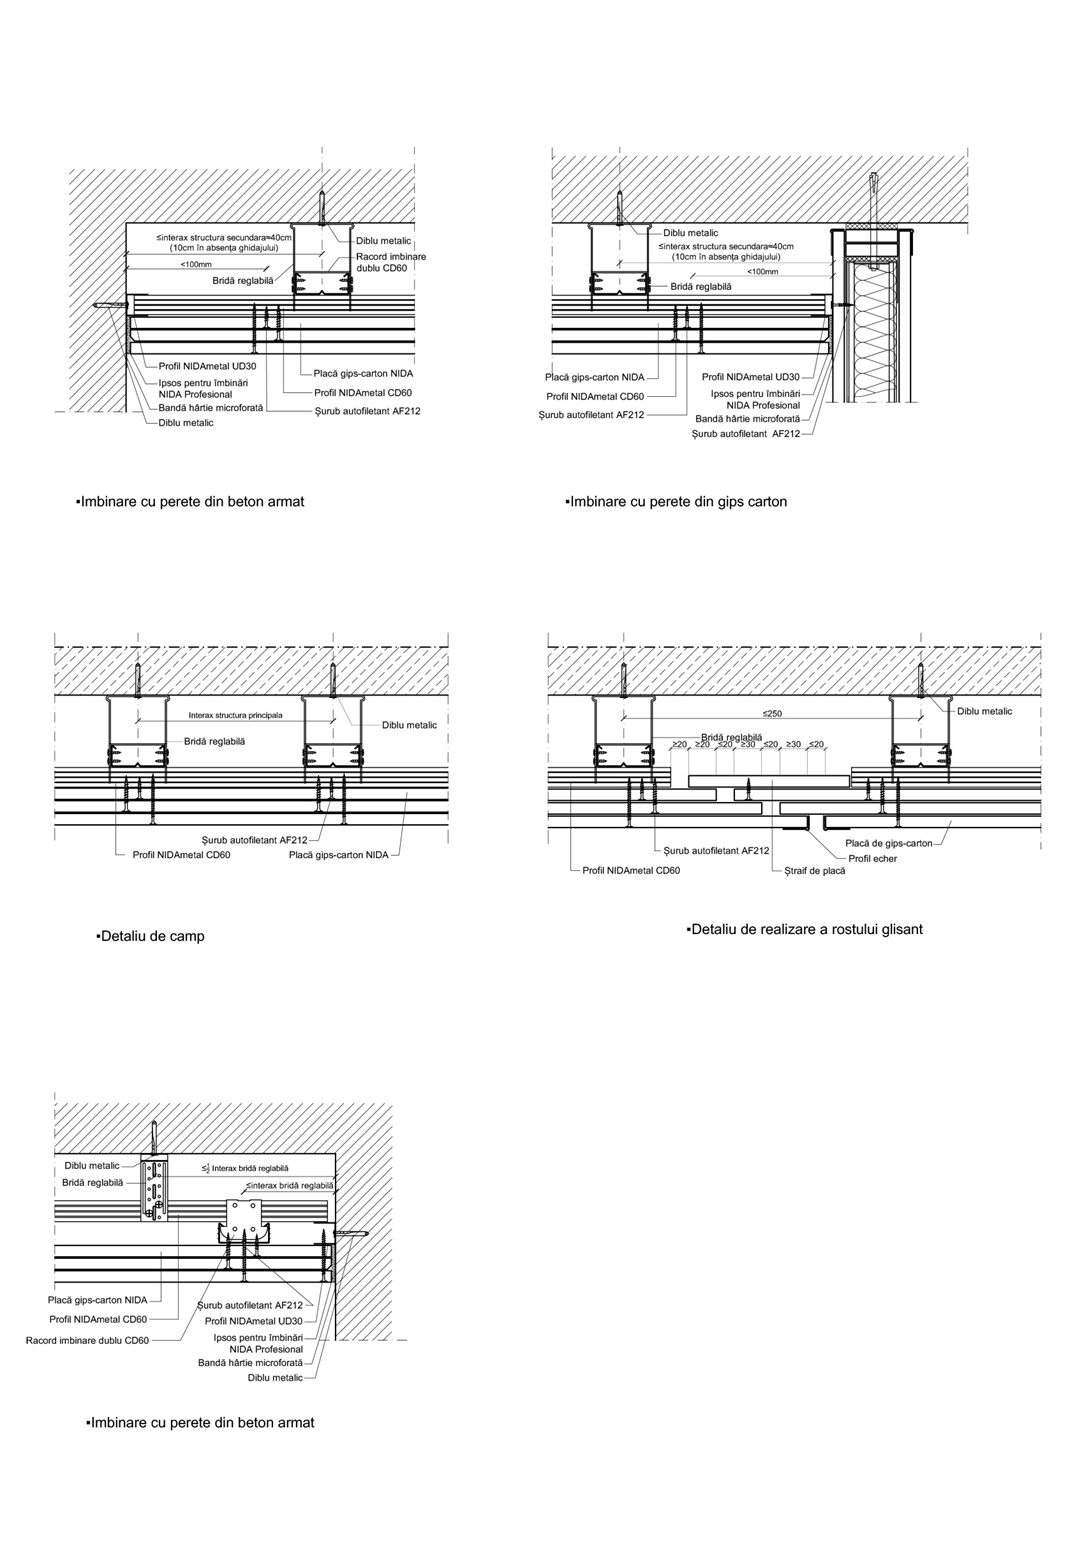 ≤interax structura secundara=40cm
(10cm în absența ghidajului)
<100mm
Diblu metalic
Racord imbinare
dublu CD60
Bridă reglabilă
Profil NIDAmetal UD30
Ipsos pentru îmbinări
NIDA Profesional
Bandă hârtie microforată
Diblu metalic
Placă gips-carton NIDA
Profil NIDAmetal CD60
Șurub autofiletant AF212
▪Imbinare cu perete din beton armat
Diblu metalic
≤interax structura secundara=40cm
(10cm în absența ghidajului)
<100mm
Bridă reglabilă
Placă gips-carton NIDA
Profil NIDAmetal CD60
Șurub autofiletant AF212
Profil NIDAmetal UD30
Ipsos pentru îmbinări
NIDA Profesional
Bandă hârtie microforată
Șurub autofiletant AF212
▪Imbinare cu perete din gips carton
Interax structura principala
Diblu metalic
Bridă reglabilă
Șurub autofiletant AF212
Profil NIDAmetal CD60
Placă gips-carton NIDA
▪Detaliu de camp
≤250
Diblu metalic
Bridă reglabilă
≥20 ≥20 ≤20 ≥30 ≤20 ≥30 ≤20
Placă de gips-carton
Șurub autofiletant AF212
Profil echer
Profil NIDAmetal CD60
Ștraif de placă
▪Detaliu de realizare a rostului glisant
Diblu metalic
≤½ Interax bridă reglabilă
Bridă reglabilă
≤interax bridă reglabilă
Placă gips-carton NIDA
Profil NIDAmetal CD60
Racord imbinare dublu CD60
Șurub autofiletant AF212
Profil NIDAmetal UD30
Ipsos pentru îmbinări
NIDA Profesional
Bandă hârtie microforată
Diblu metalic
▪Imbinare cu perete din beton armat